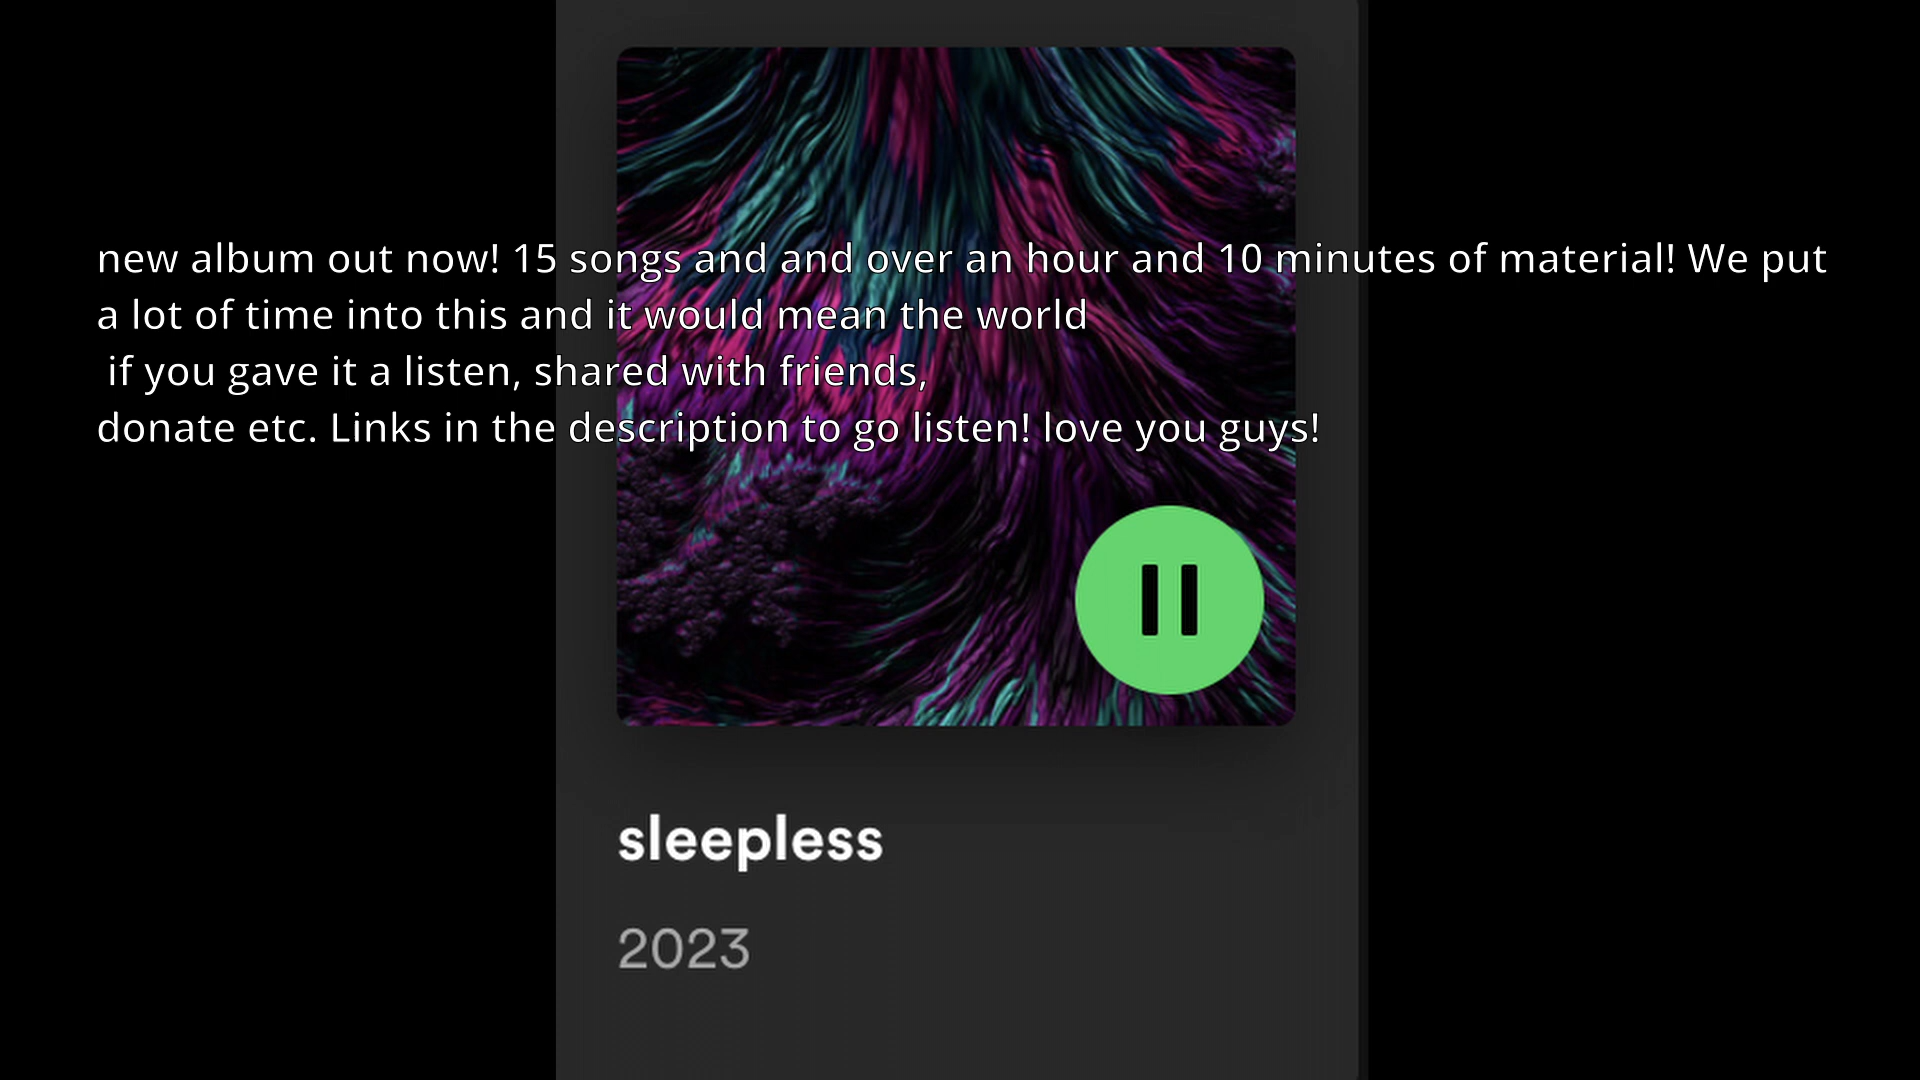 new album out now! 15 songs and and over an hour and 10 minutes of material! We put
a lot of time into this and it would mean the world
if you gave it a listen, shared with friends,
donate etc. Links in the description to go listen! love you guys!
sleepless
2023